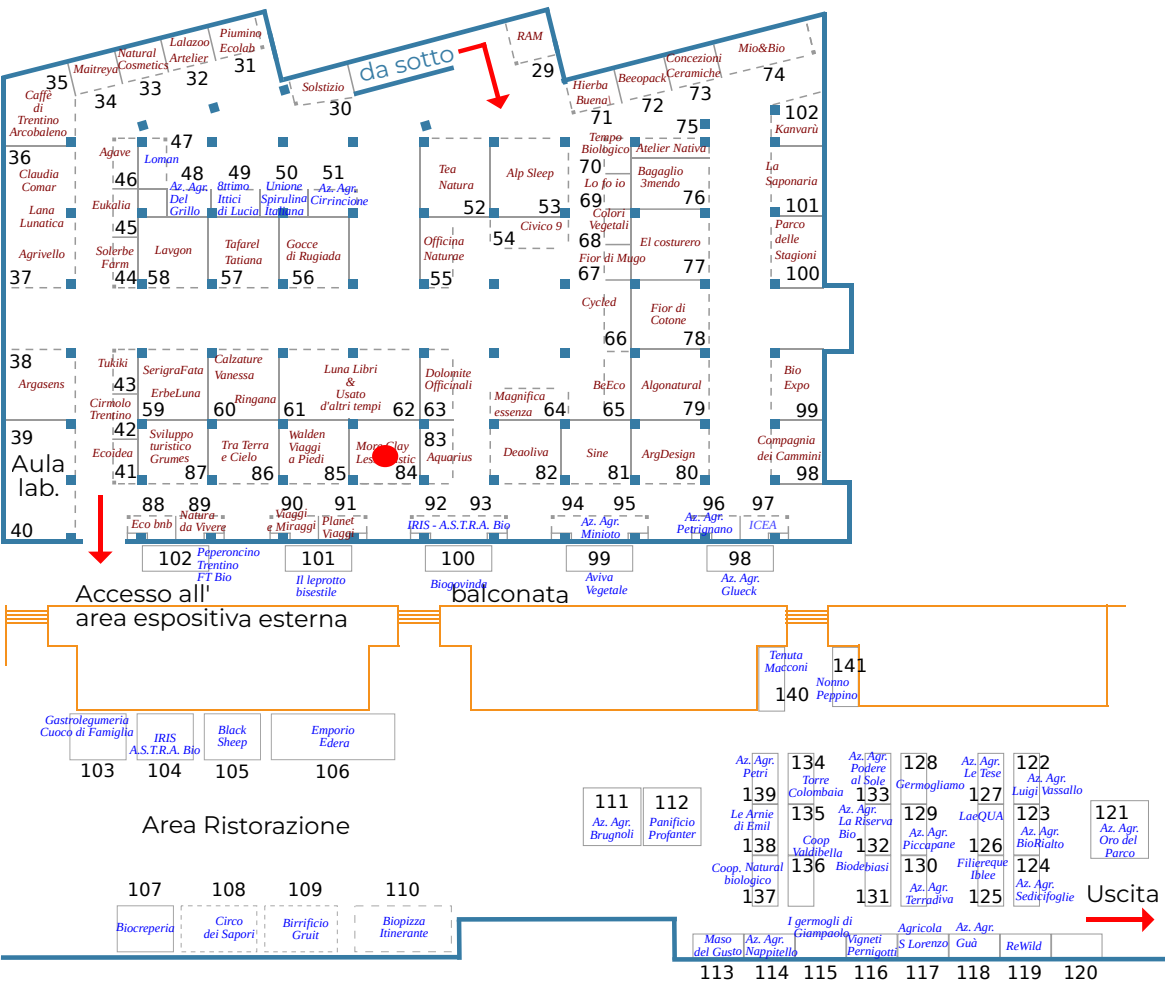 Piumino
Ecolab
31
Lalazoo
Artelier
32
Natural
Cosmetics
33
Maitreya
34
35
Caffè
di
Trentino
Arcobaleno
Solstizio
30
da sotto
RAM
29
Hierba
Buena
71
Beeopack
72
Concezioni
Ceramiche
73
Mio&Bio
74
36
Claudia
Comar
Lana
Lunatica
Agrivello
37
Agave
46
Eukalia
45
Solerbe
Farm
44
47
Loman
48
Az. Agr.
Del
Grillo
49
8ttimo
Ittici
di Lucia
50
Unione
Spirulina
Italiana
51
Az. Agr.
Cirrincione
Lavgon
58
Tafarel
Tatiana
57
Gocce
di Rugiada
56
Tea
Natura
52
Alp Sleep
53
Civico 9
54
Officina
Naturae
55
Tempo
Biologico
70
Lo fo io
69
Colori
Vegetali
68
Fior di Mugo
67
Cycled
66
75
Atelier Nativa
Bagaglio
3mendo
76
El costurero
77
Fior di
Cotone
78
102
Kanvarù
La
Saponaria
101
Parco
delle
Stagioni
100
38
Argasens
39
Aula
lab.
40
Tukiki
43
Cirmolo
Trentino
42
Ecoidea
41
SerigraFata
ErbeLuna
59
Calzature
Vanessa
Ringana
60
Luna Libri
&
Usato
d'altri tempi
61
62
Dolomite
Officinali
63
Magnifica
essenza
64
BeEco
65
Algonatural
79
Bio
Expo
99
Sviluppo
turistico
Grumes
87
Tra Terra
e Cielo
86
Walden
Viaggi
a Piedi
85
84
83
Aquarius
Deaoliva
82
Sine
81
ArgDesign
80
Compagnia
dei Cammini
98
88
Eco bnb
89
Natura
da Vivere
90
Viaggi
e Miraggi
91
Planet
Viaggi
92
93
IRIS - A.S.T.R.A. Bio
94
95
Az. Agr.
Minioto
96
Az. Agr.
Petrignano
97
ICEA
102
Peperoncino
Trentino
FT Bio
101
Il leprotto
bisestile
100
Biogovinda
99
Aviva
Vegetale
98
Az. Agr.
Glueck
Accesso all'
area espositiva esterna
balconata
Tenuta
Macconi
140
141
Nonno
Peppino
Gastrolegumeria
Cuoco di Famiglia
103
IRIS
A.S.T.R.A. Bio
104
Black
Sheep
105
Emporio
Edera
106
Area Ristorazione
107
Biocreperia
108
Circo
dei Sapori
109
Birrificio
Gruit
110
Biopizza
Itinerante
111
Az. Agr.
Brugnoli
112
Panificio
Profanter
Az. Agr.
Petri
139
Le Arnie
di Emil
138
Coop. Natural
biologico
137
134
Torre
Colombaia
135
Coop
Valdibella
136
Az. Agr.
Podere
al Sole
133
Az. Agr.
La Riserva
Bio
132
Biodebiasi
131
128
Germogliamo
129
Az. Agr.
Piccapane
130
Az. Agr.
Terradiva
Az. Agr.
Le Tese
127
LaeQUA
126
Filiereque
Iblee
125
122
Az. Agr.
Luigi Vassallo
123
Az. Agr.
BioRialto
124
Az. Agr.
Sedicifoglie
121
Az. Agr.
Oro del
Parco
Uscita
Maso
del Gusto
113
Az. Agr.
Nappitello
114
I germogli di
Giampaolo
115
Vigneti
Pernigotti
116
Agricola
S Lorenzo
117
Az. Agr.
Guà
118
ReWild
119
120